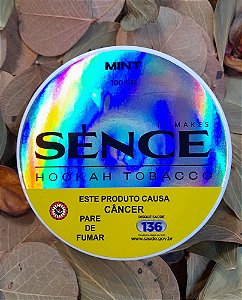 MINT
MAKES
SENCE
HOOKAH TOBACCO
ESTE PRODUTO CAUSA
CÂNCER
PARE
DE
FUMAR
DISQUE SAÚDE
136
www.saude.gov.br